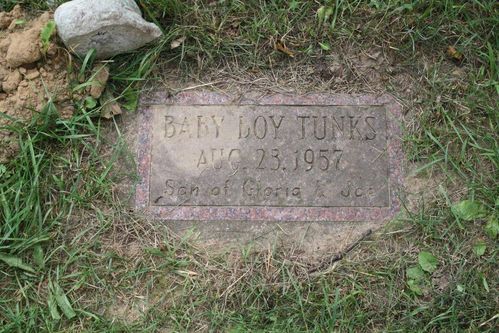 BABY BOY TUNKS
AUG. 23. 1957
Son of Gloria & Joe